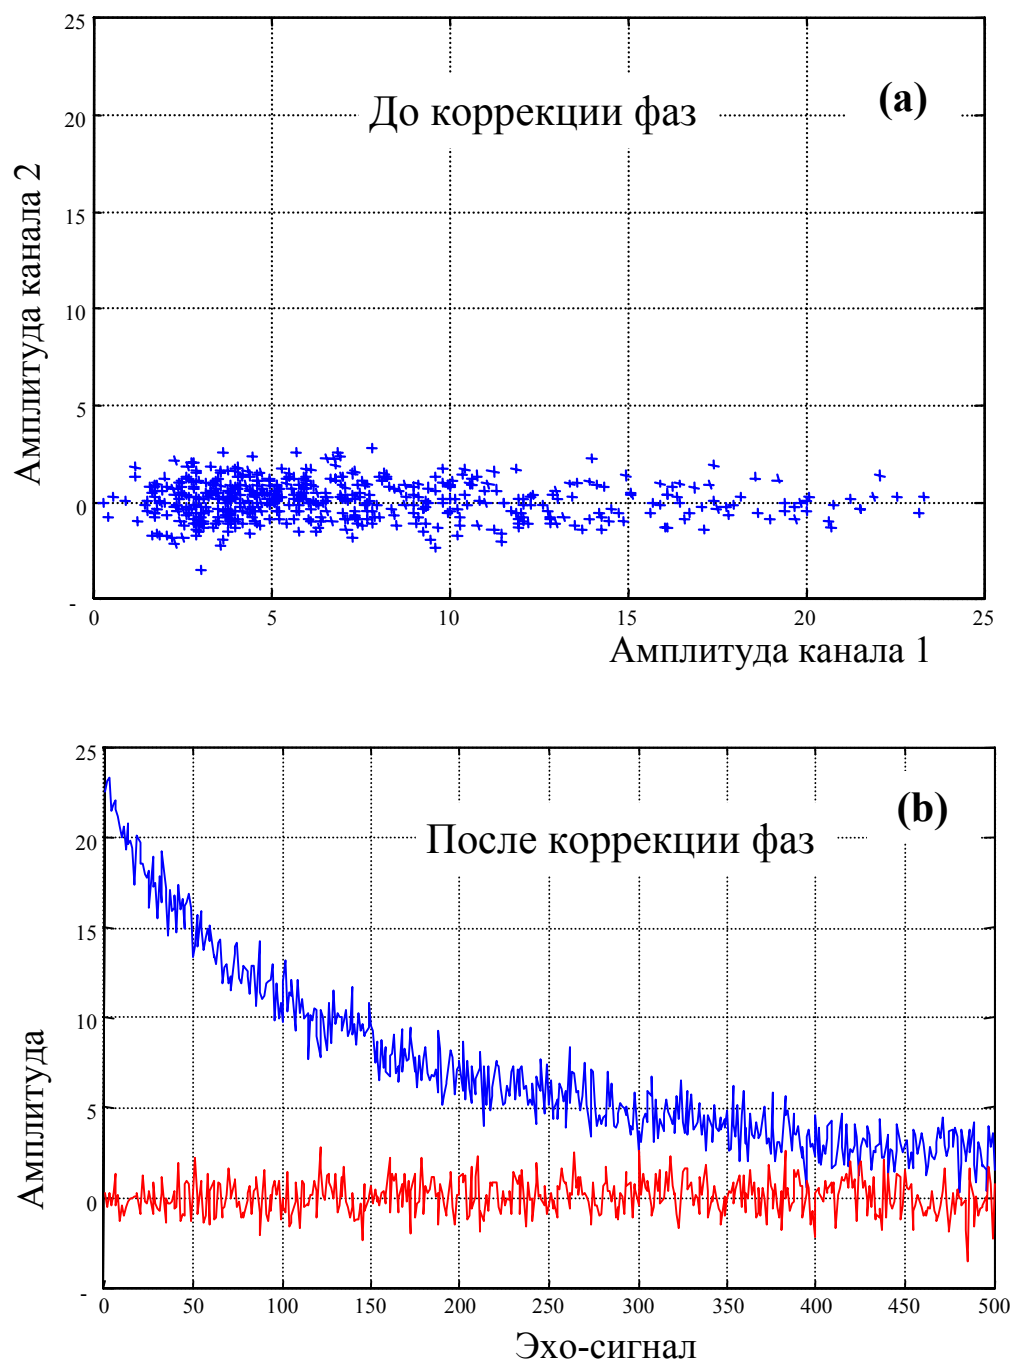 25
До коррекции фаз
(a)
20
15
10
5
0
-
0 5 10 15 20 25
Амплитуда канала 2
Амплитуда канала 1
25
(b)
20
После коррекции фаз
15
10
5
0
-
0 50 100 150 200 250 300 350 400 450 500
Амплитуда
Эхо-сигнал